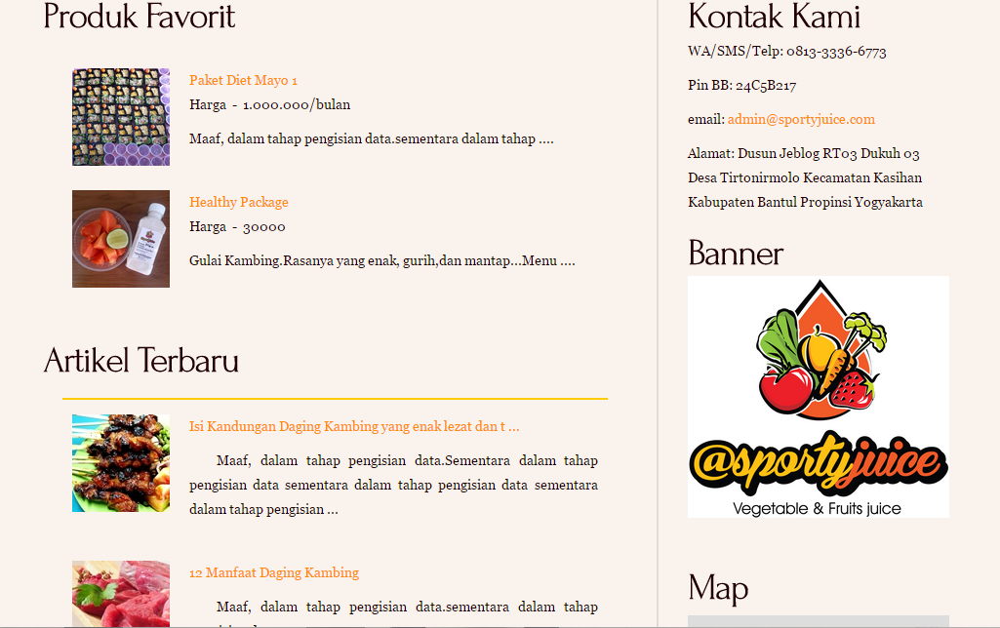 Produk Favorit
Paket Diet Mayo 1
Harga - 1.000.000/bulan
Maaf, dalam tahap pengisian data.sementara dalam tahap ....
Healthy Package
Harga - 30000
Gulai Kambing.Rasanya yang enak, gurih,dan mantap...Menu ....
Artikel Terbaru
Isi Kandungan Daging Kambing yang enak lezat dan t ...
Maaf, dalam tahap pengisian data.Sementara dalam tahap
pengisian data sementara dalam tahap pengisian data sementara
dalam tahap pengisian ...
12 Manfaat Daging Kambing
Maaf, dalam tahap pengisian data.sementara dalam tahap
Kontak Kami
WA/SMS/Telp: 0813-3336-6773
Pin BB: 24C5B217
email: admin@sportyjuice.com
Alamat: Dusun Jeblog RT03 Dukuh 03
Desa Tirtonirmolo Kecamatan Kasihan
Kabupaten Bantul Propinsi Yogyakarta
Banner
@sportyjuice
Vegetable & Fruits juice
Map